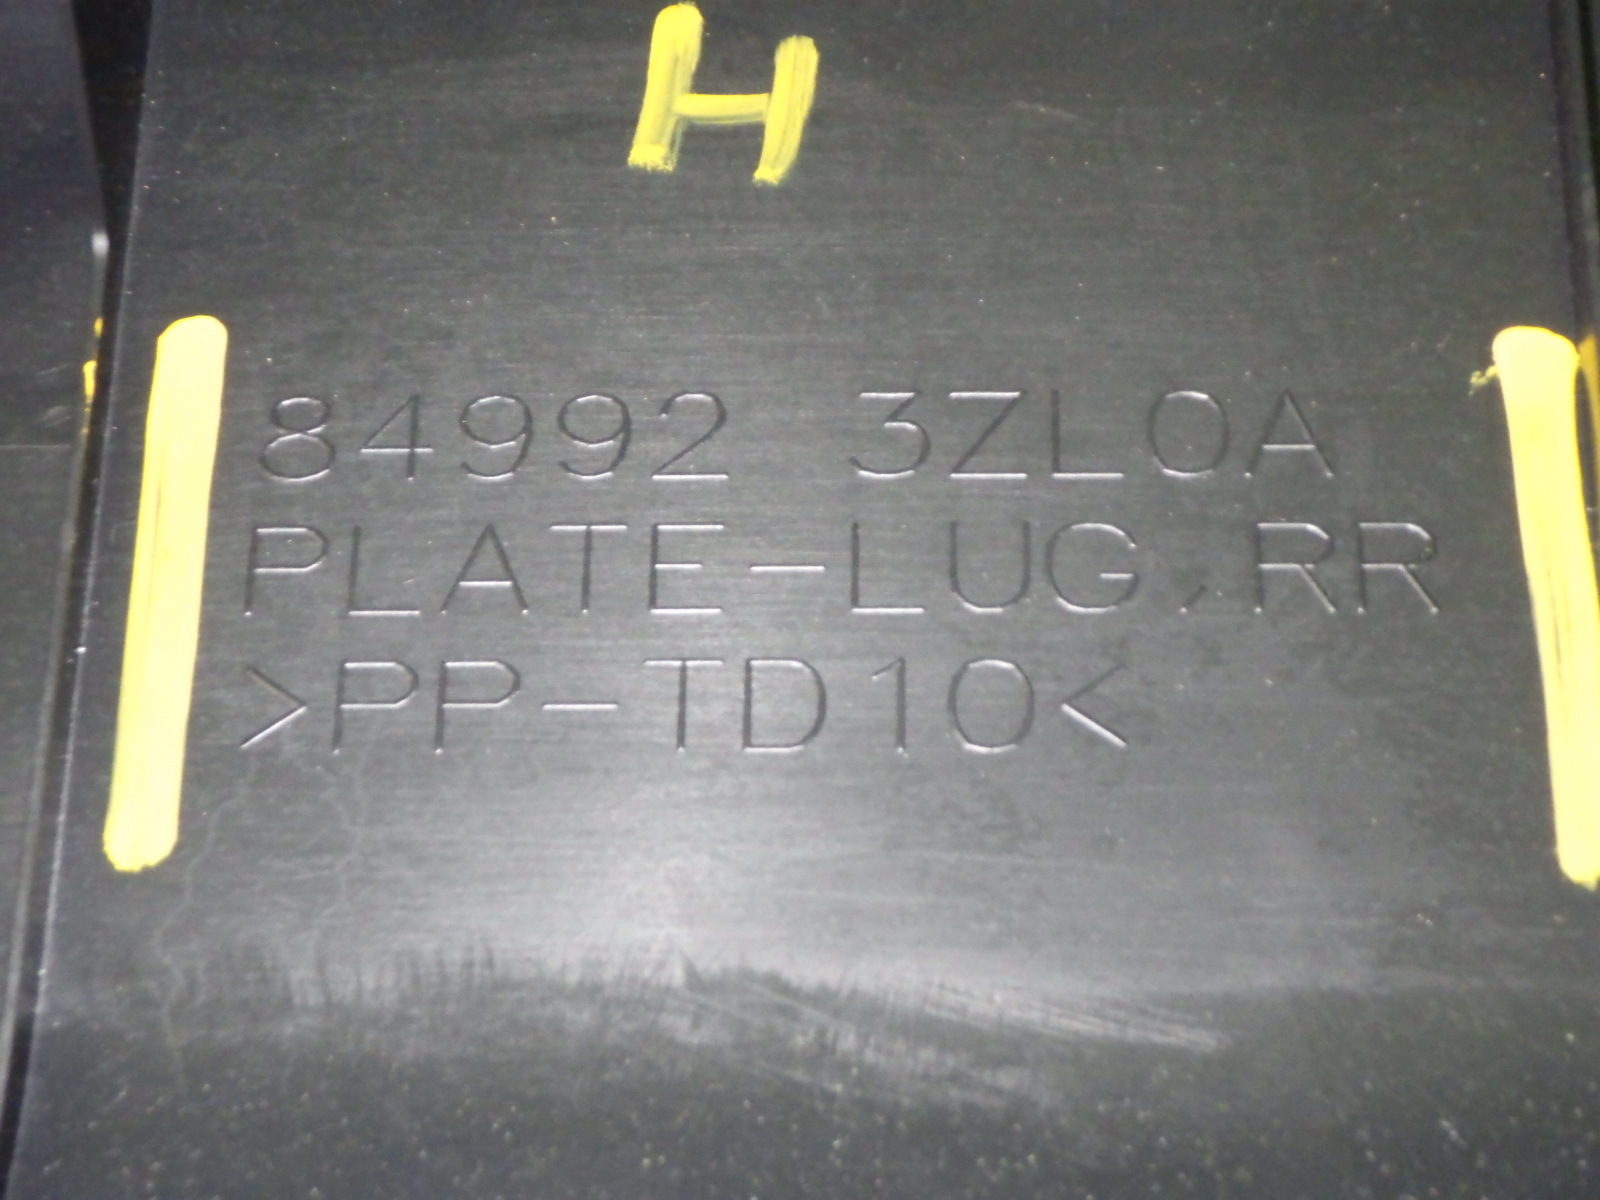 H
84992 3ZL0A
PLATE-LUG,RR
>PP-TD10<